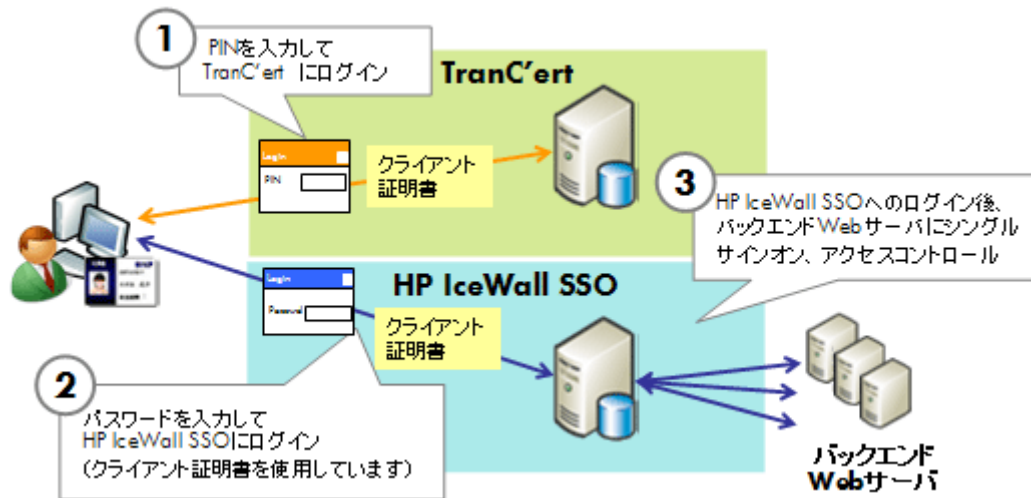 1
PINを入力して
TranC'ert にログイン
TranC'ert
Login
PIN
クライアント
証明書
3
HP IceWall SSOへのログイン後、
バックエンドWebサーバにシングル
サインオン、アクセスコントロール
HP IceWall SSO
Login
クライアント
証明書
2
パスワードを入力して
HP IceWall SSOにログイン
(クライアント証明書を使用しています)
バックエンド
Webサーバ